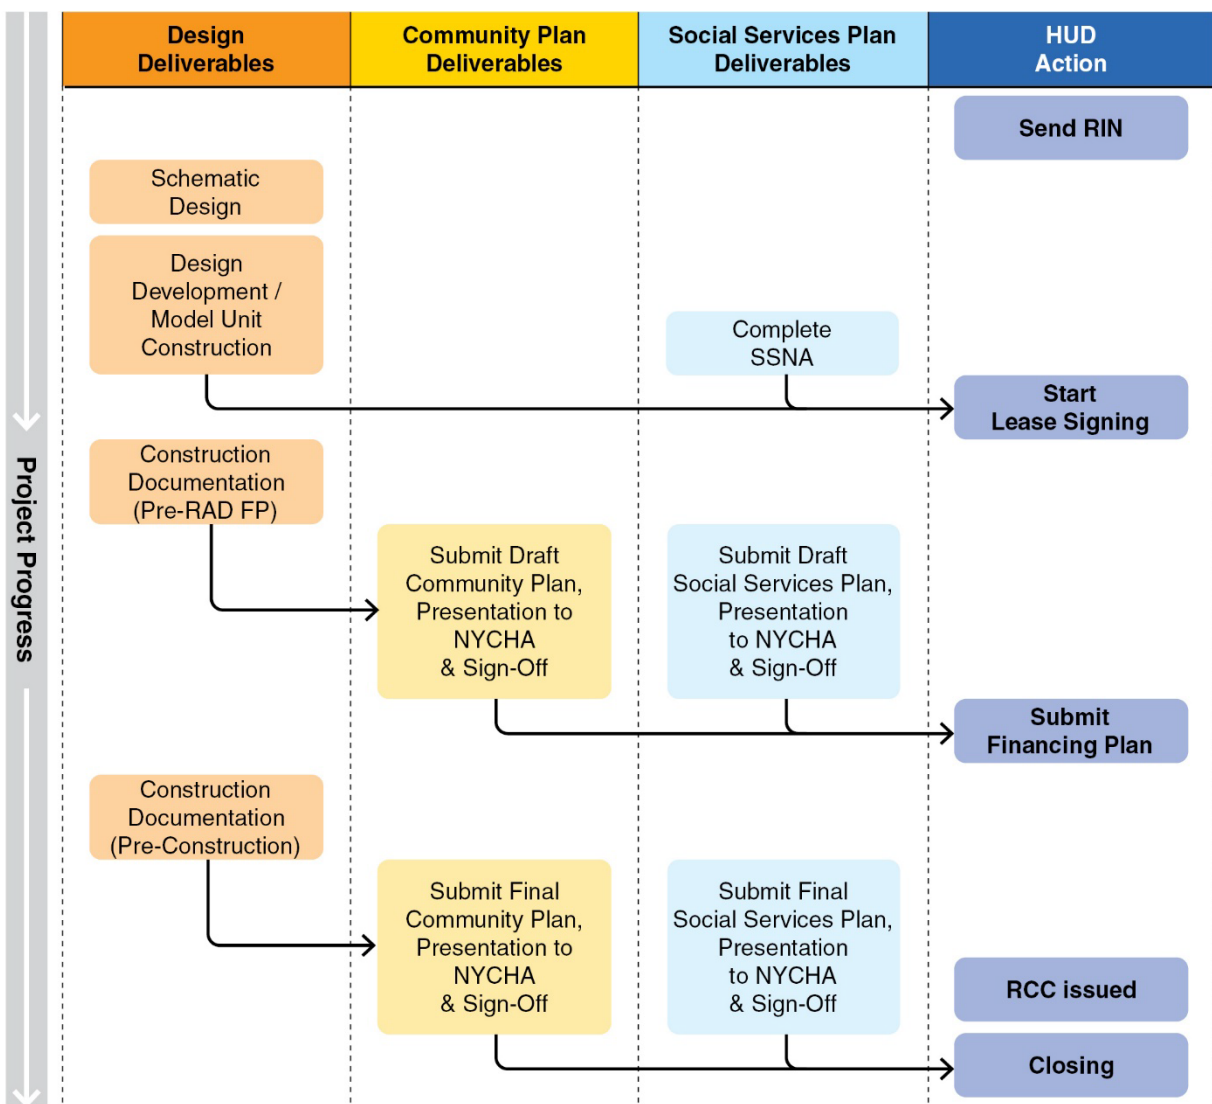 Design
Deliverables
Community Plan
Deliverables
Social Services Plan
Deliverables
HUD
Action
Send RIN
Schematic
Design
Design
Development /
Model Unit
Construction
Complete
SSNA
Start
Lease Signing
Project Progress
Construction
Documentation
(Pre-RAD FP)
Submit Draft
Community Plan,
Presentation to
NYCHA
& Sign-Off
Submit Draft
Social Services Plan,
Presentation
to NYCHA
& Sign-Off
Submit
Financing Plan
Construction
Documentation
(Pre-Construction)
Submit Final
Community Plan,
Presentation to
NYCHA
& Sign-Off
Submit Final
Social Services Plan,
Presentation
to NYCHA
& Sign-Off
RCC issued
Closing